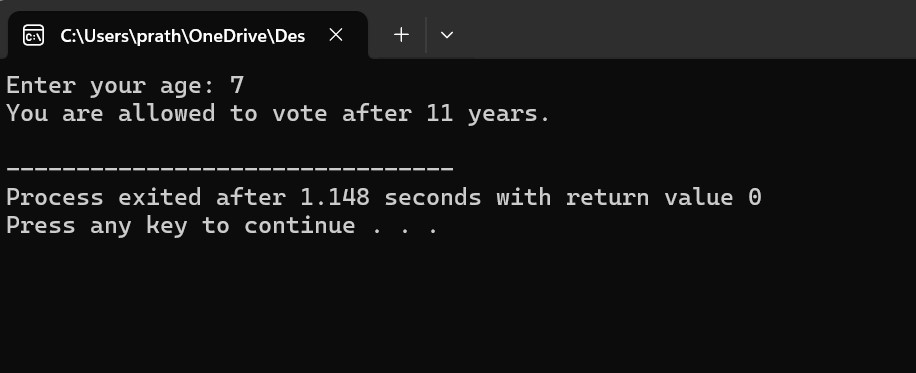 C:\Users\prath\OneDrive\Des
Enter your age: 7
You are allowed to vote after 11 years.
--------------------------------
Process exited after 1.148 seconds with return value 0
Press any key to continue . . .